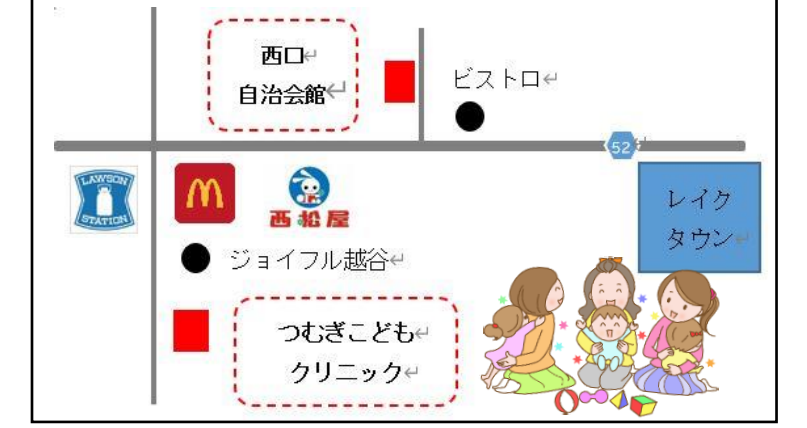 西口
自治会館
ビストロ
52
LAWSON
STATION
西松屋
レイク
タウン
ジョイフル越谷
つむぎこども
クリニック